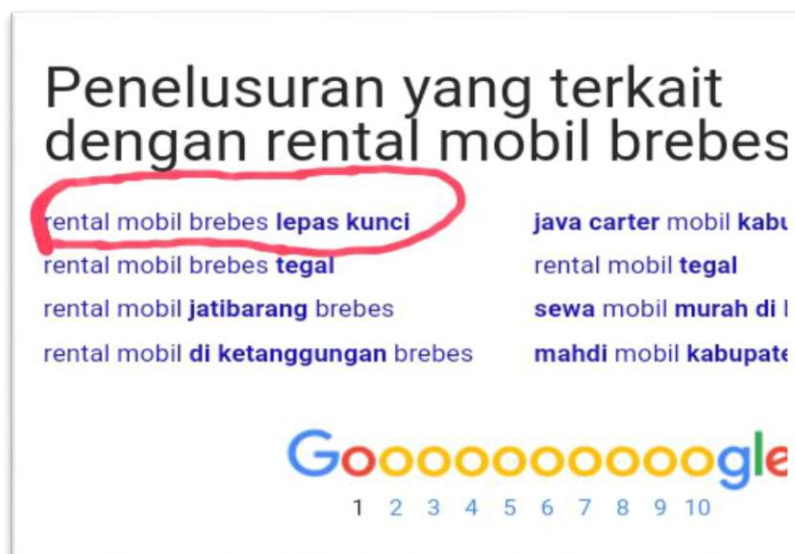 Penelusuran yang terkait
dengan rental mobil brebes
rental mobil brebes lepas kunci
rental mobil brebes tegal
rental mobil jatibarang brebes
rental mobil di ketanggungan brebes
java carter mobil
rental mobil tegal
sewa mobil murah di
mahdi mobil
Goooooooooogle
1 2 3 4 5 6 7 8 9 10